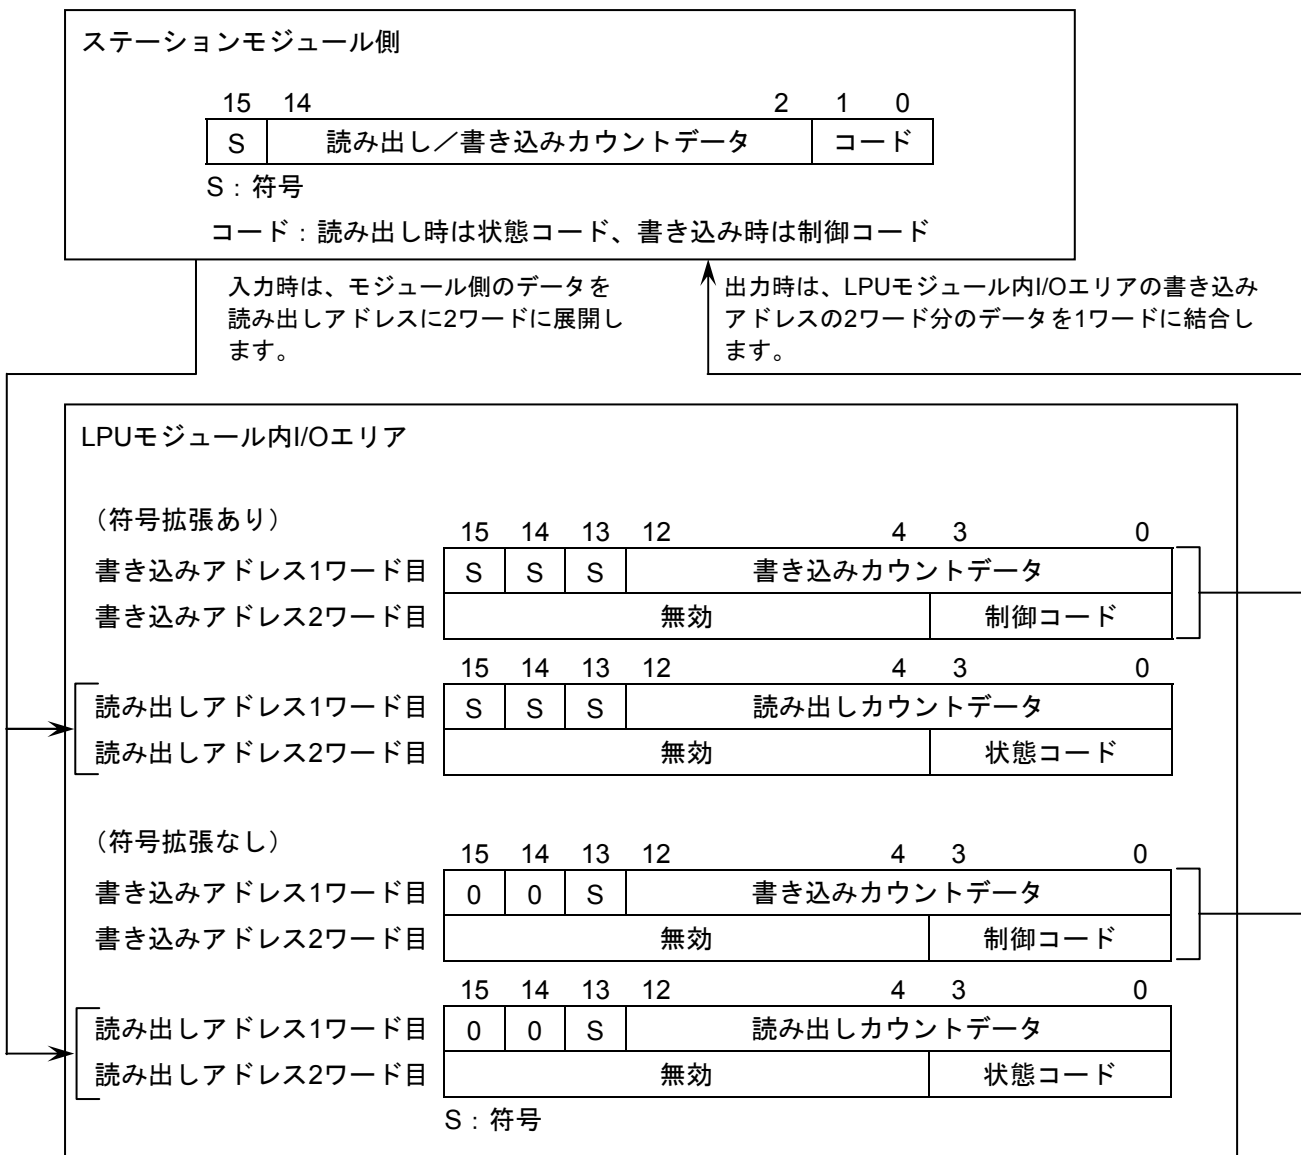 ステーションモジュール側
15 14 2 1 0
S 読み出し／書き込みカウントデータ コード
S：符号
コード：読み出し時は状態コード、書き込み時は制御コード
入力時は、モジュール側のデータを
読み出しアドレスに2ワードに展開し
ます。
出力時は、LPUモジュール内I/Oエリアの書き込み
アドレスの2ワード分のデータを1ワードに結合し
ます。
LPUモジュール内I/Oエリア
（符号拡張あり）
15 14 13 12 4 3 0
書き込みアドレス1ワード目 S S S 書き込みカウントデータ
書き込みアドレス2ワード目 無効 制御コード
15 14 13 12 4 3 0
読み出しアドレス1ワード目 S S S 読み出しカウントデータ
読み出しアドレス2ワード目 無効 状態コード
（符号拡張なし）
15 14 13 12 4 3 0
書き込みアドレス1ワード目 0 0 S 書き込みカウントデータ
書き込みアドレス2ワード目 無効 制御コード
15 14 13 12 4 3 0
読み出しアドレス1ワード目 0 0 S 読み出しカウントデータ
読み出しアドレス2ワード目 無効 状態コード
S：符号